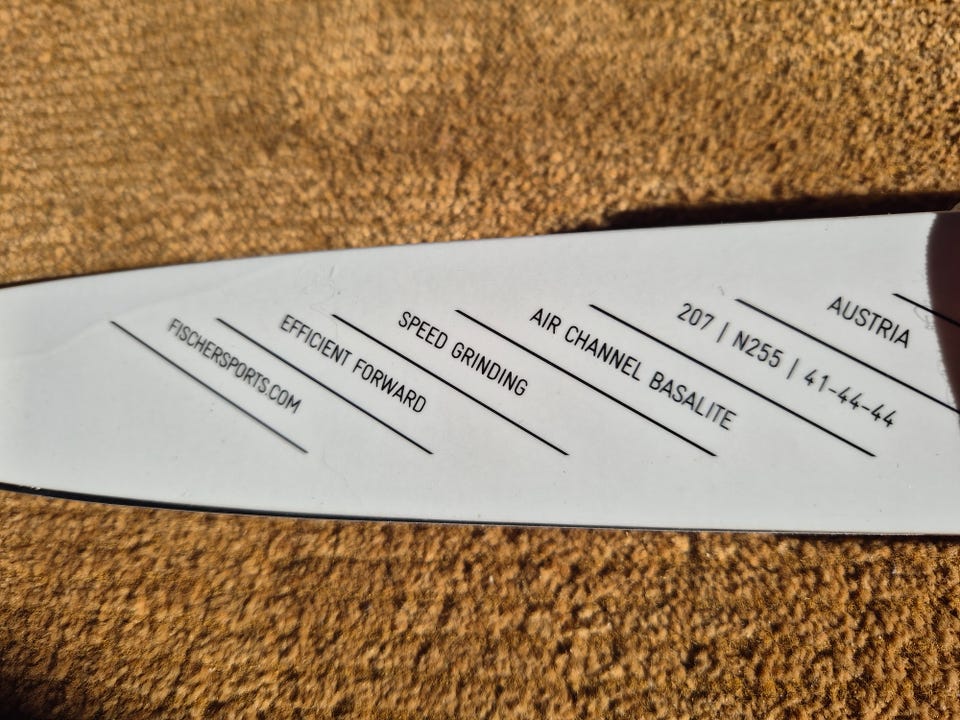 FISCHERSPORTS.COM
EFFICIENT FORWARD
SPEED GRINDING
AIR CHANNEL BASALITE
207 | N255 | 41-44-44
AUSTRIA